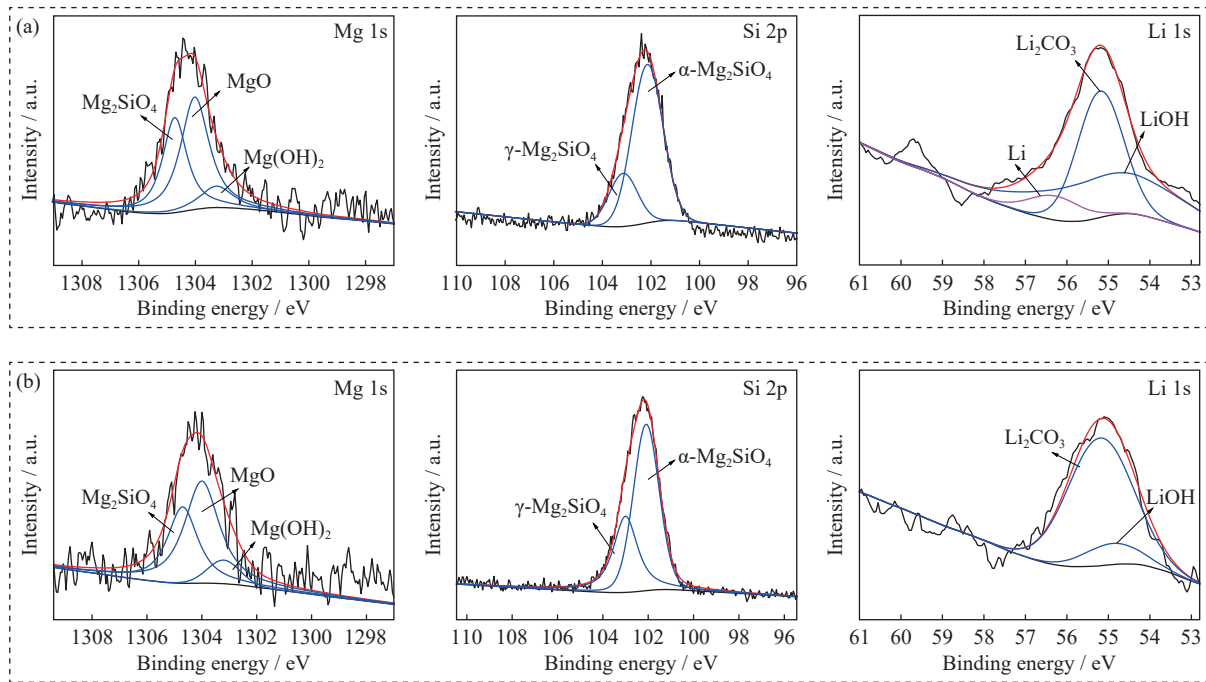 (a)
Mg 1s
Mg₂SiO₄
MgO
Mg(OH)₂
Intensity / a.u.
1308 1306 1304 1302 1300 1298
Binding energy / eV
Si 2p
α-Mg₂SiO₄
γ-Mg₂SiO₄
Intensity / a.u.
110 108 106 104 102 100 98 96
Binding energy / eV
Li 1s
Li₂CO₃
LiOH
Li
Intensity / a.u.
61 60 59 58 57 56 55 54 53
Binding energy / eV
(b)
Mg 1s
Mg₂SiO₄
MgO
Mg(OH)₂
Intensity / a.u.
1308 1306 1304 1302 1300 1298
Binding energy / eV
Si 2p
α-Mg₂SiO₄
γ-Mg₂SiO₄
Intensity / a.u.
110 108 106 104 102 100 98 96
Binding energy / eV
Li 1s
Li₂CO₃
LiOH
Intensity / a.u.
61 60 59 58 57 56 55 54 53
Binding energy / eV